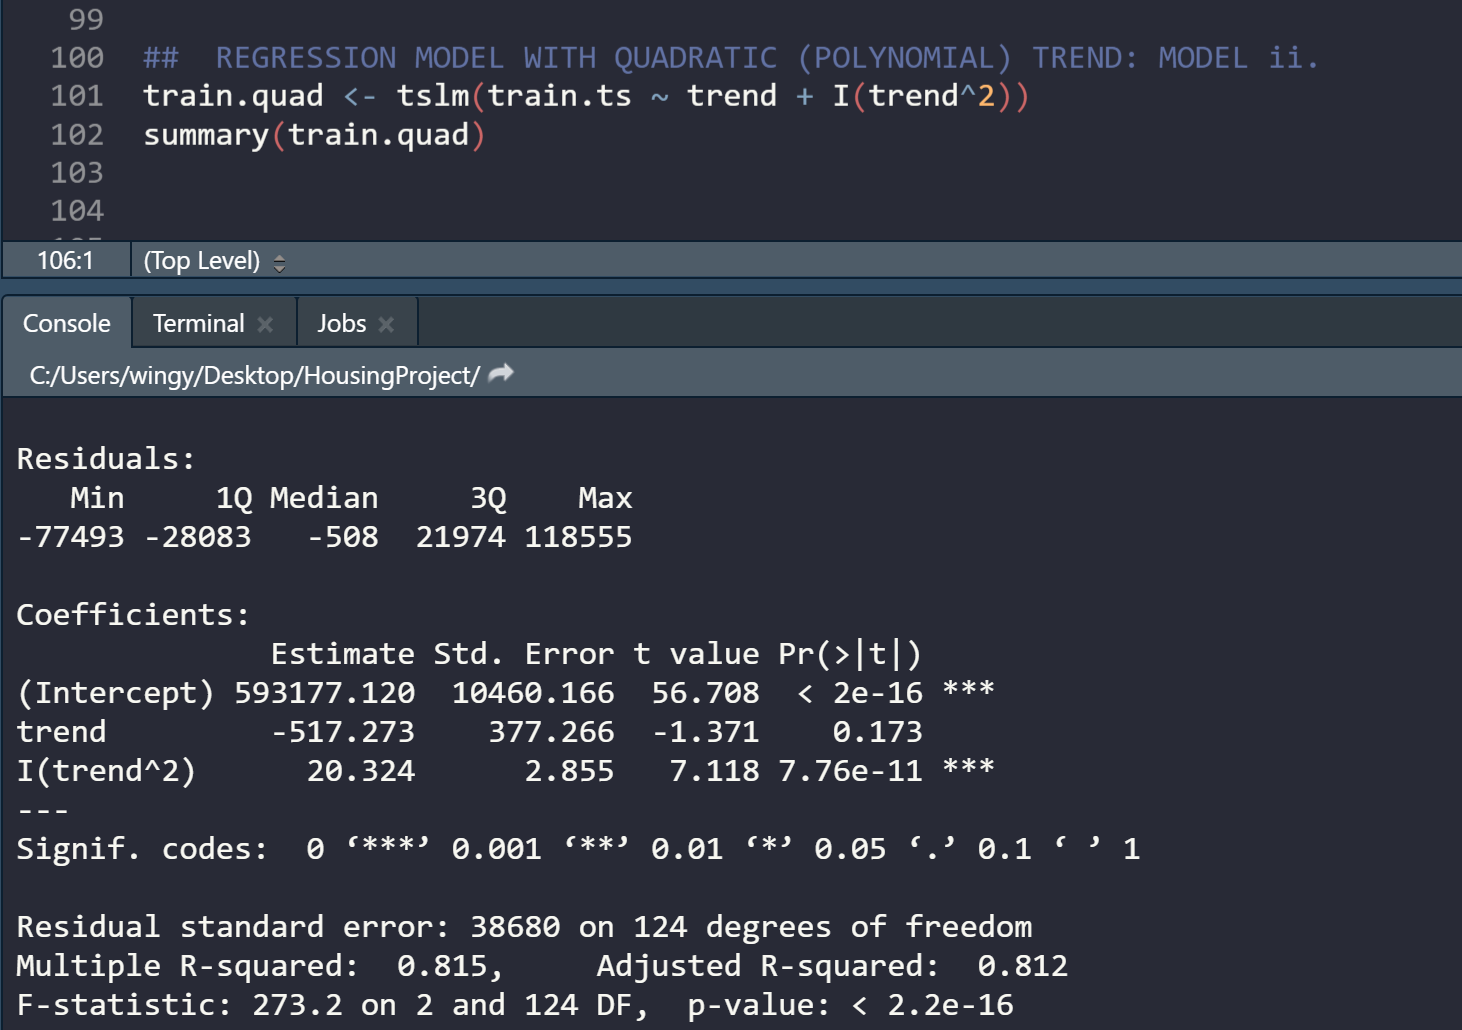 99
100 ##  REGRESSION MODEL WITH QUADRATIC (POLYNOMIAL) TREND: MODEL ii.
101 train.quad <- tslm(train.ts ~ trend + I(trend^2))
102 summary(train.quad)
103
104
106:1 (Top Level)
Console Terminal Jobs
C:/Users/wingy/Desktop/HousingProject/
Residuals:
   Min     1Q Median     3Q    Max
-77493 -28083   -508  21974 118555
Coefficients:
              Estimate Std. Error t value Pr(>|t|)
(Intercept) 593177.120  10460.166  56.708  < 2e-16 ***
trend         -517.273    377.266  -1.371    0.173
I(trend^2)      20.324      2.855   7.118 7.76e-11 ***
---
Signif. codes:  0 ‘***’ 0.001 ‘**’ 0.01 ‘*’ 0.05 ‘.’ 0.1 ‘ ’ 1
Residual standard error: 38680 on 124 degrees of freedom
Multiple R-squared:  0.815,     Adjusted R-squared:  0.812
F-statistic: 273.2 on 2 and 124 DF,  p-value: < 2.2e-16